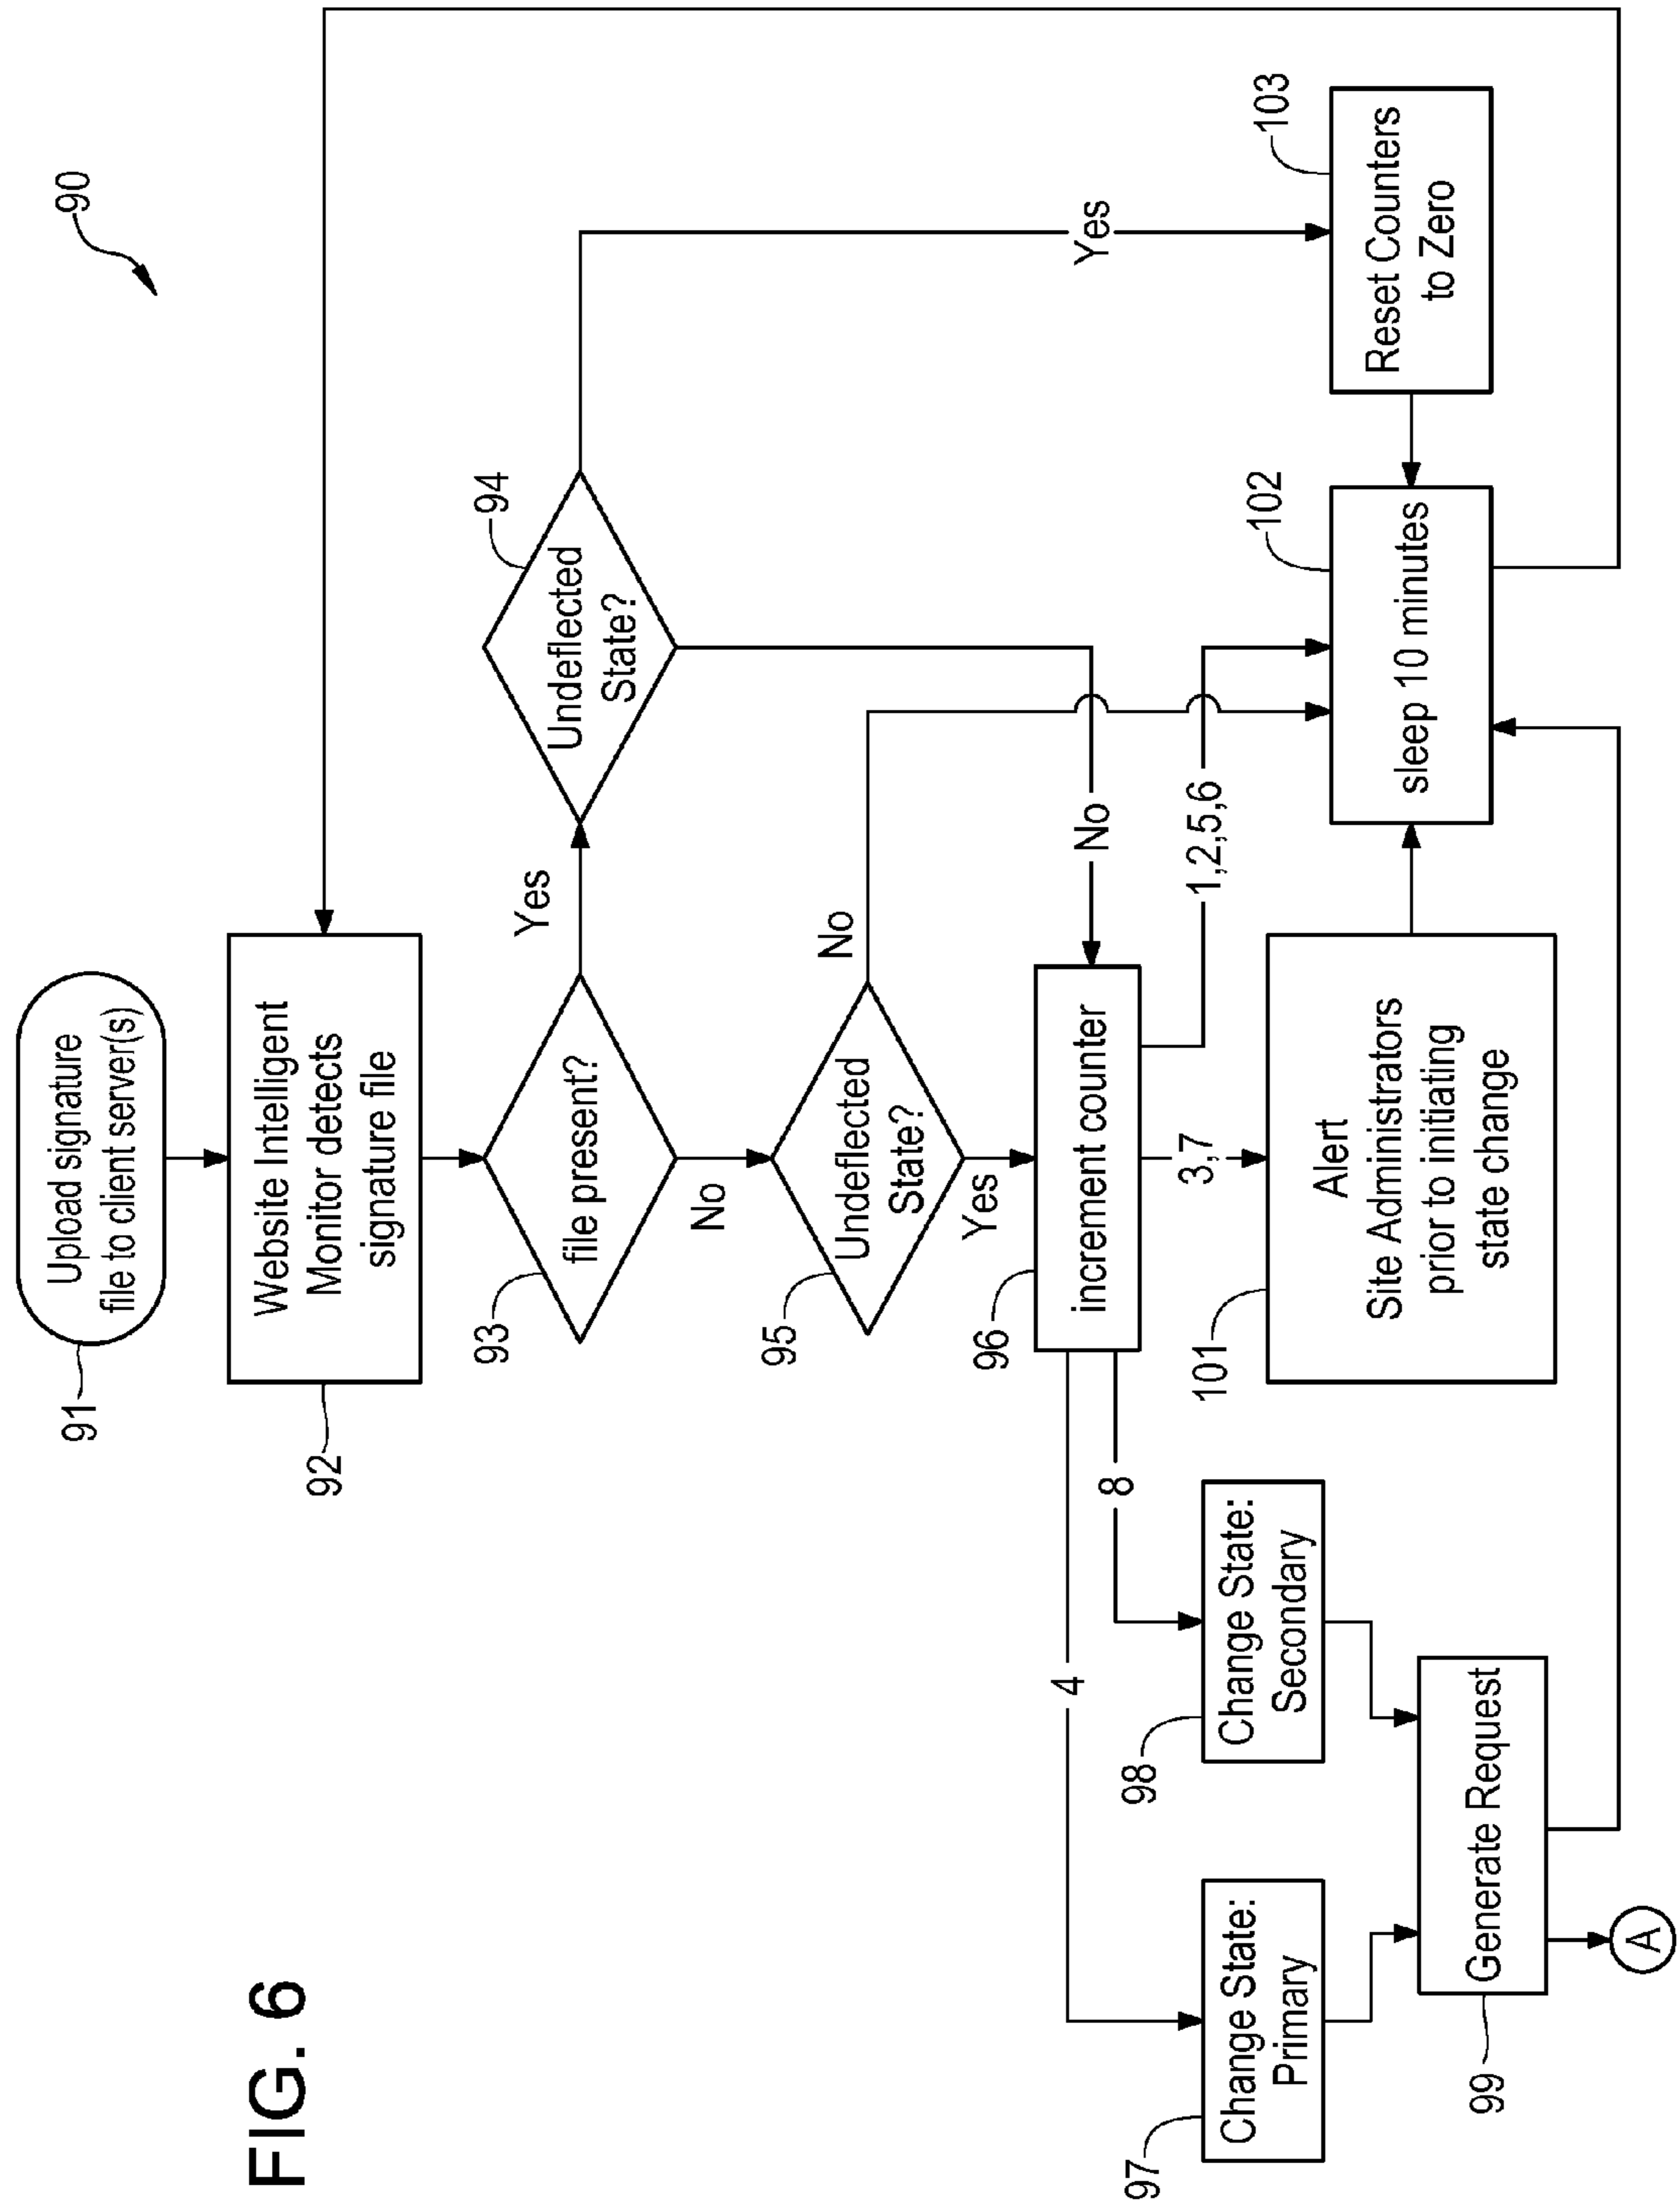 FIG. 6
90
91
Upload signature
file to client server(s)
92
Website Intelligent
Monitor detects
signature file
93
file present?
Yes
No
94
Undeflected
State?
Yes
No
95
Undeflected
State?
No
Yes
96
increment counter
4
8
3,7
1,2,5,6
97
Change State:
Primary
98
Change State:
Secondary
99
Generate Request
A
101
Alert
Site Administrators
prior to initiating
state change
102
sleep 10 minutes
103
Reset Counters
to Zero